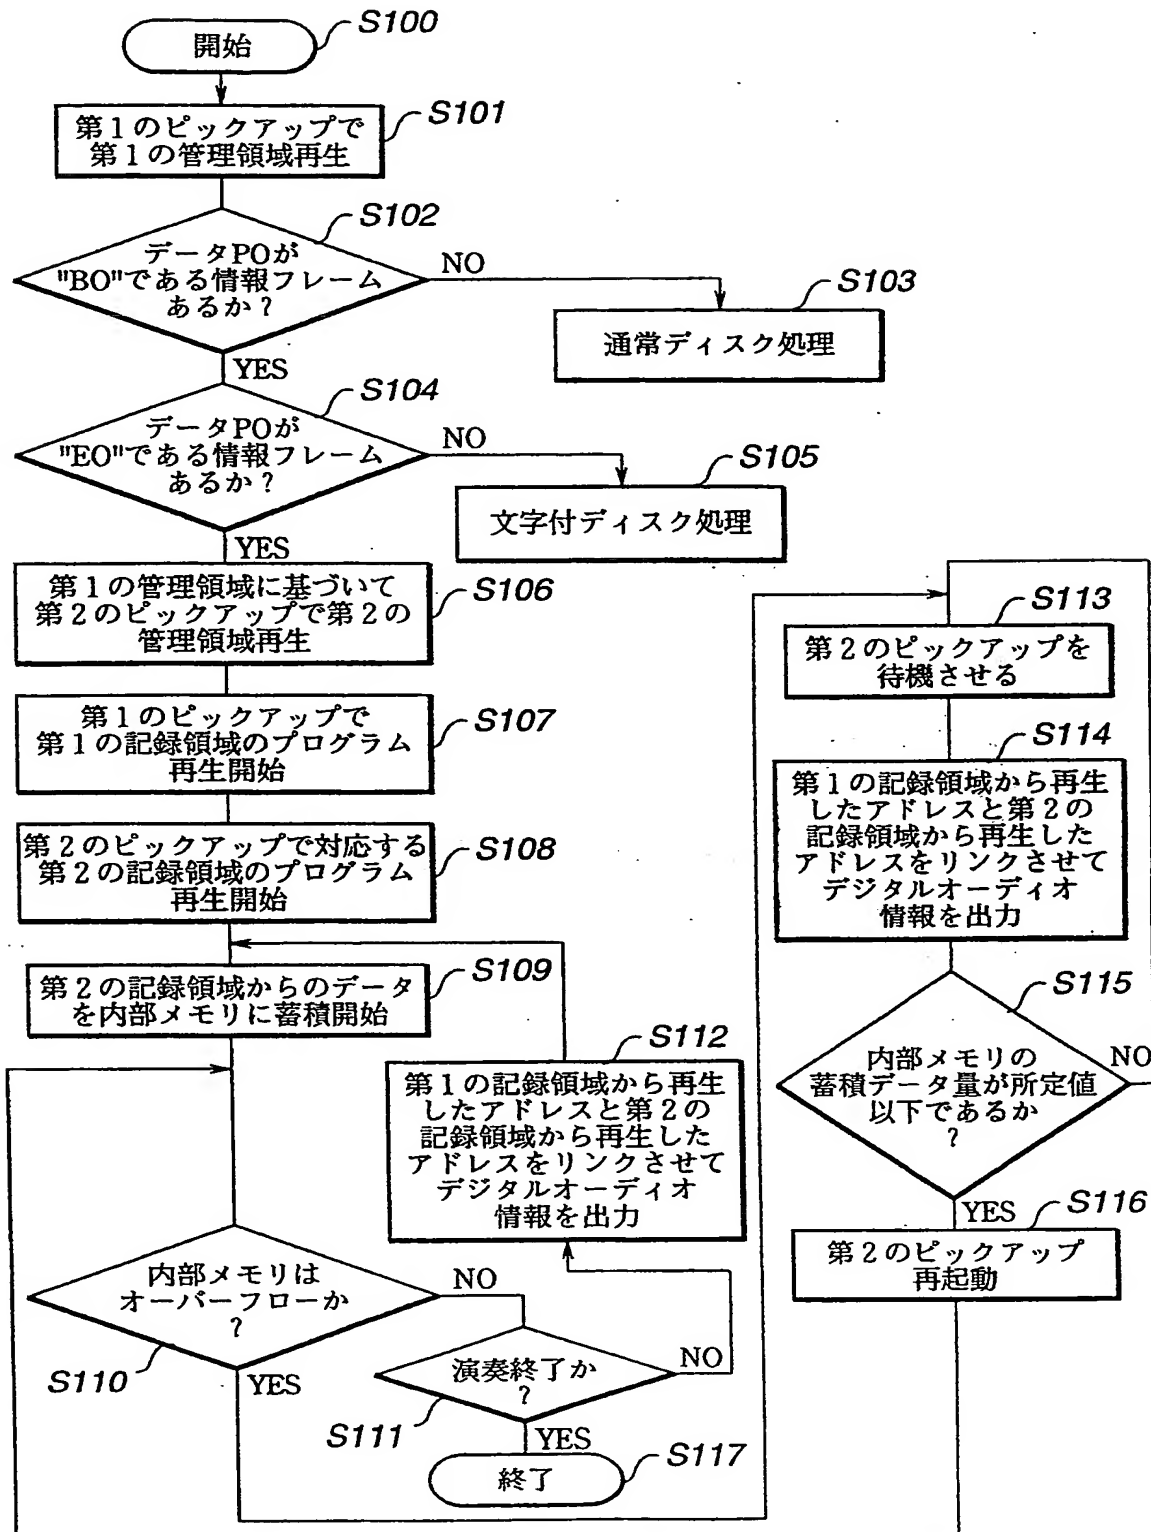 開始
S100
第1のピックアップで
第1の管理領域再生
S101
データPOが
"BO"である情報フレーム
あるか?
S102
NO
YES
通常ディスク処理
S103
データPOが
"EO"である情報フレーム
あるか?
S104
NO
YES
文字付ディスク処理
S105
第1の管理領域に基づいて
第2のピックアップで第2の
管理領域再生
S106
第1のピックアップで
第1の記録領域のプログラム
再生開始
S107
第2のピックアップで対応する
第2の記録領域のプログラム
再生開始
S108
第2の記録領域からのデータ
を内部メモリに蓄積開始
S109
内部メモリは
オーバーフローか
?
S110
NO
YES
演奏終了か
?
S111
NO
YES
第1の記録領域から再生
したアドレスと第2の
記録領域から再生した
アドレスをリンクさせて
デジタルオーディオ
情報を出力
S112
終了
S117
第2のピックアップを
待機させる
S113
第1の記録領域から再生
したアドレスと第2の
記録領域から再生した
アドレスをリンクさせて
デジタルオーディオ
情報を出力
S114
内部メモリの
蓄積データ量が所定値
以下であるか
?
S115
NO
YES
第2のピックアップ
再起動
S116